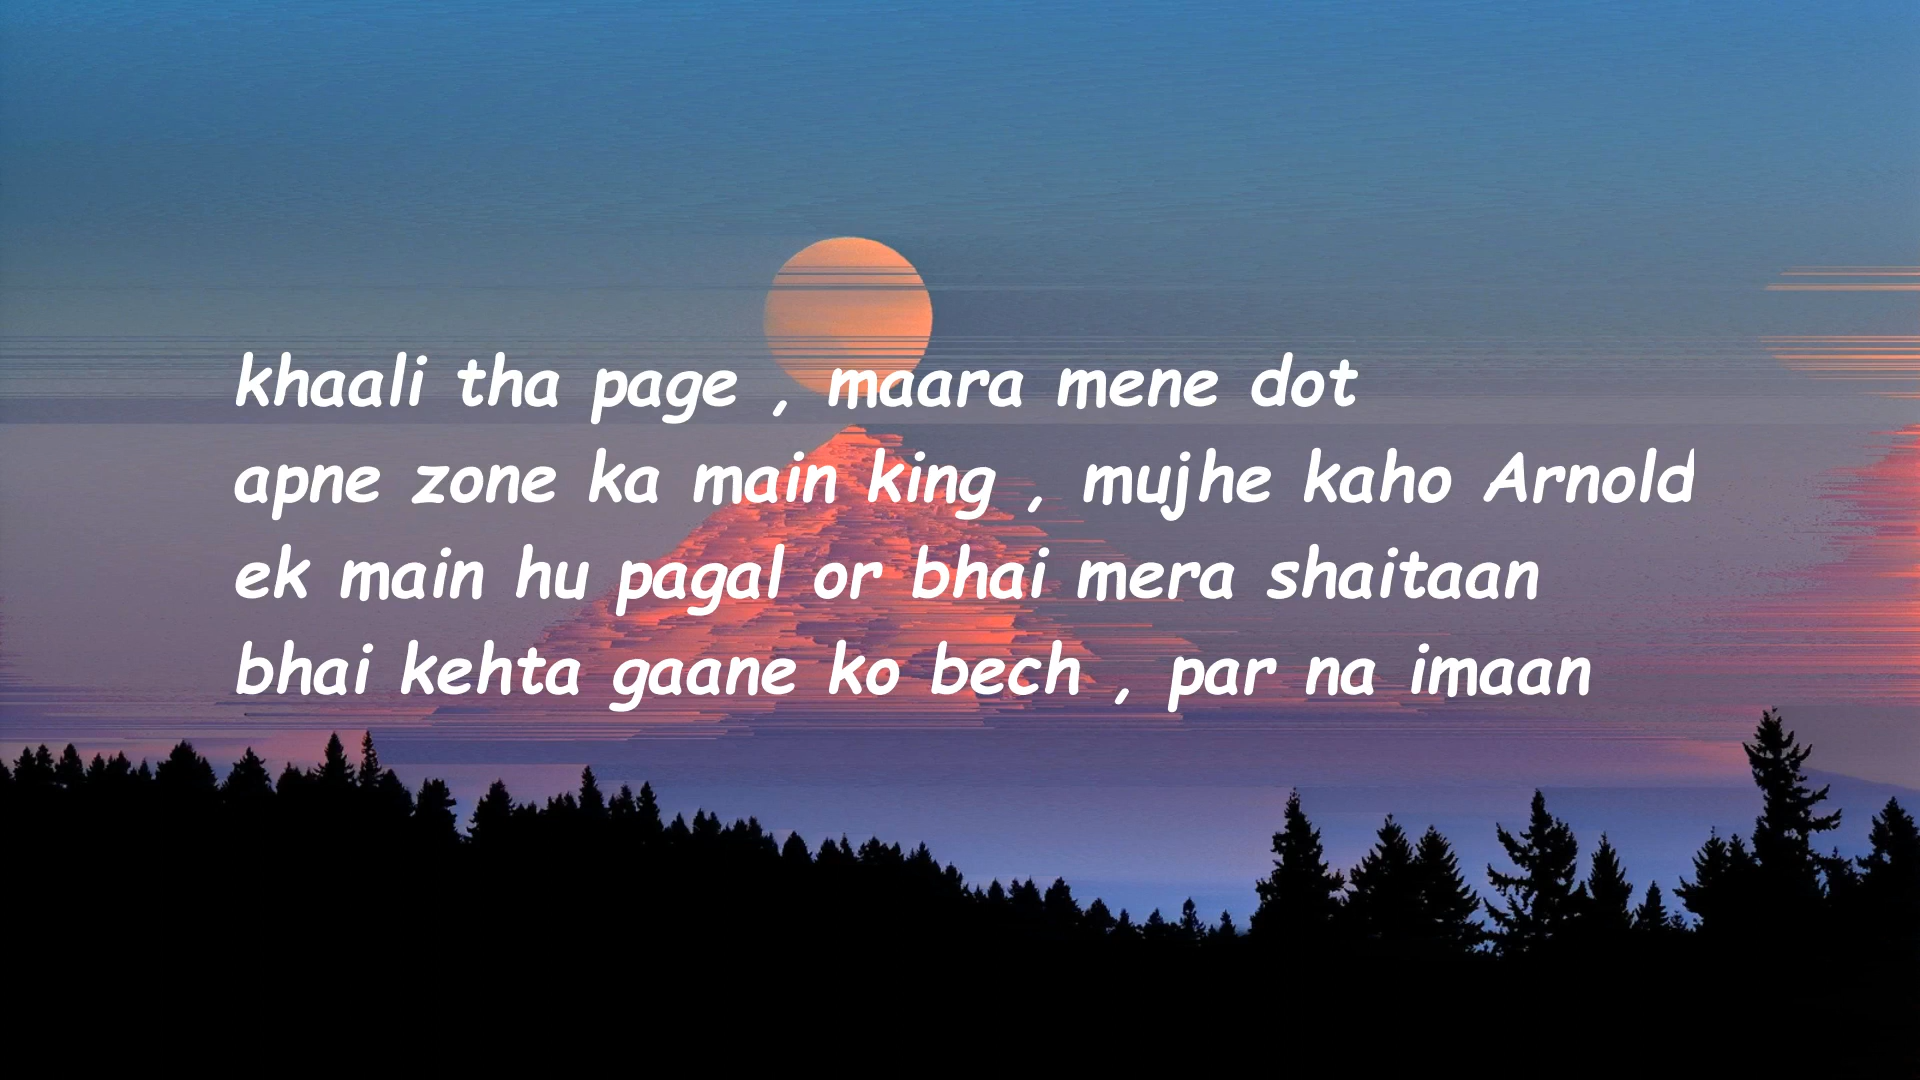 khaali tha page , maara mene dot
apne zone ka main king , mujhe kaho Arnold
ek main hu pagal or bhai mera shaitaan
bhai kehta gaane ko bech , par na imaan